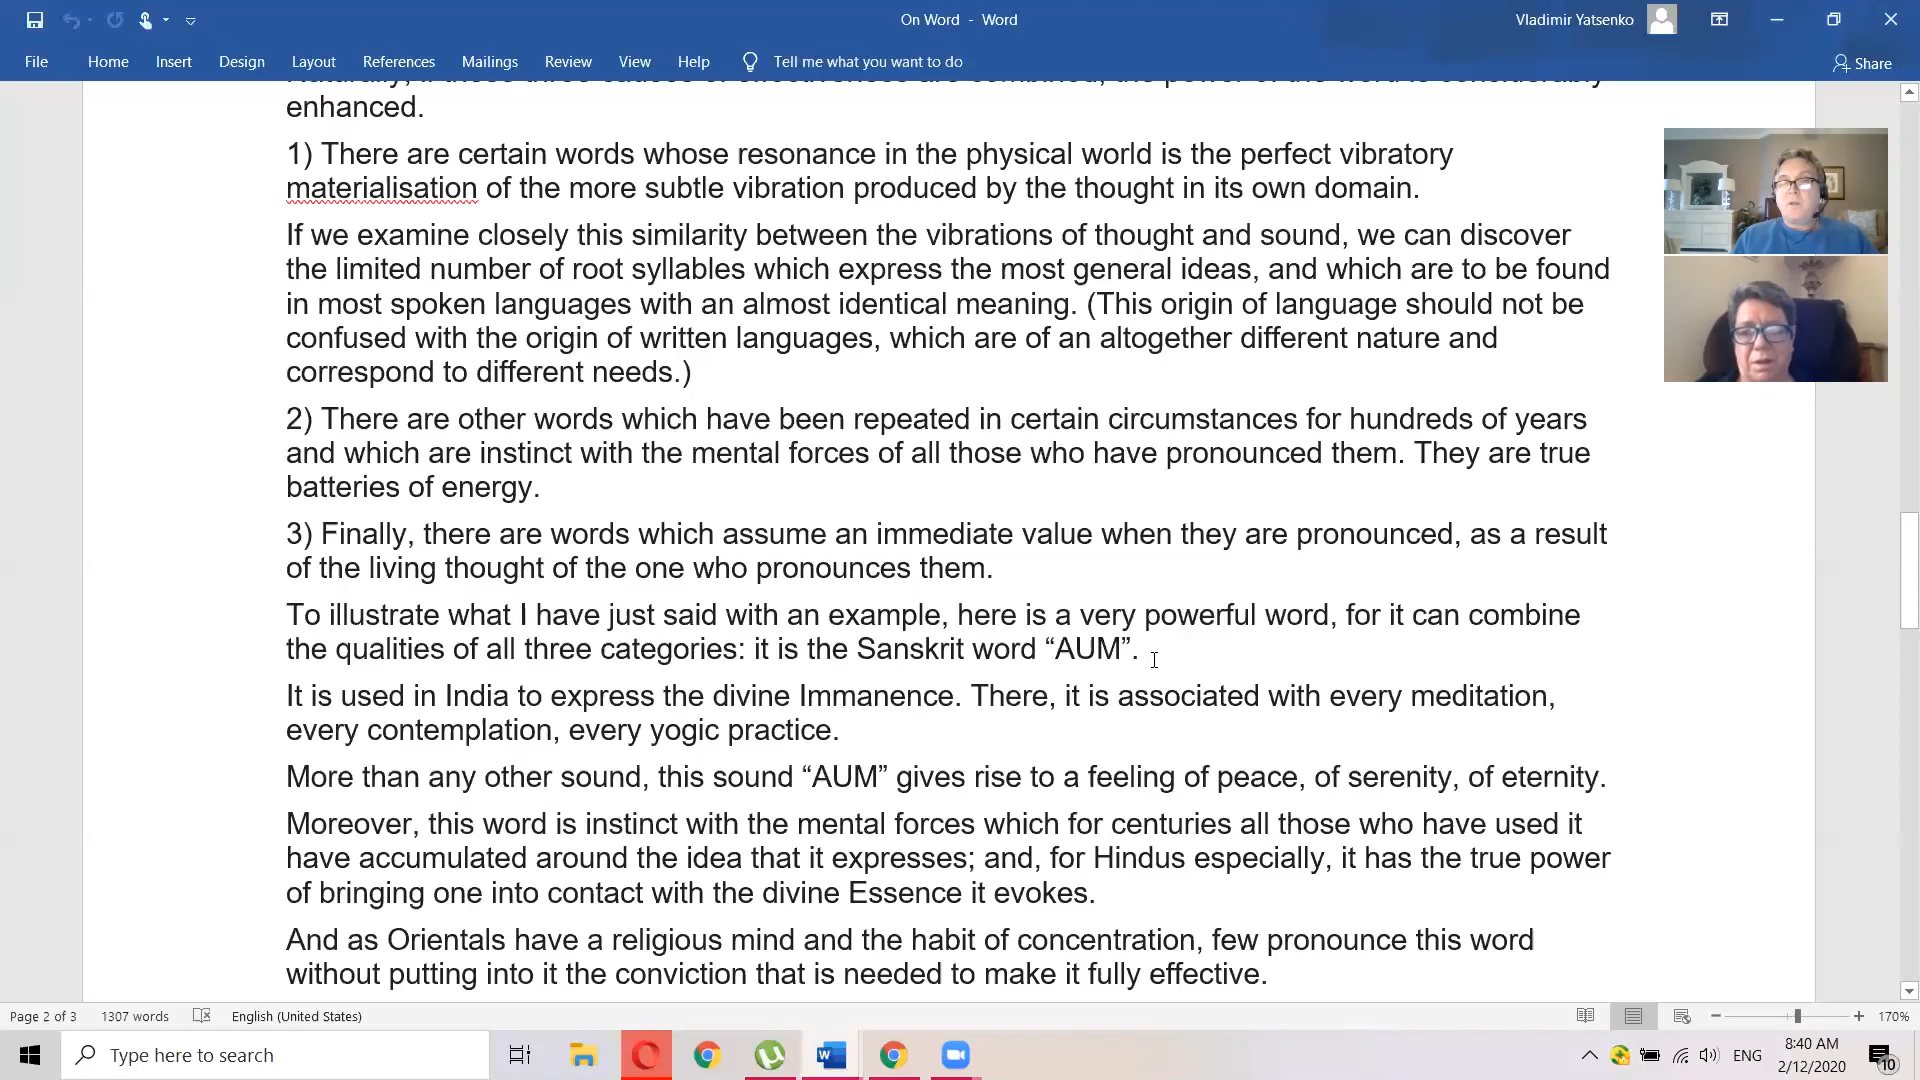 On Word - Word
Vladimir Yatsenko
File Home Insert Design Layout References Mailings Review View Help Tell me what you want to do Share
Naturally, if these three causes of effectiveness are combined, the power of the word is considerably
enhanced.
1) There are certain words whose resonance in the physical world is the perfect vibratory
materialisation of the more subtle vibration produced by the thought in its own domain.
If we examine closely this similarity between the vibrations of thought and sound, we can discover
the limited number of root syllables which express the most general ideas, and which are to be found
in most spoken languages with an almost identical meaning. (This origin of language should not be
confused with the origin of written languages, which are of an altogether different nature and
correspond to different needs.)
2) There are other words which have been repeated in certain circumstances for hundreds of years
and which are instinct with the mental forces of all those who have pronounced them. They are true
batteries of energy.
3) Finally, there are words which assume an immediate value when they are pronounced, as a result
of the living thought of the one who pronounces them.
To illustrate what I have just said with an example, here is a very powerful word, for it can combine
the qualities of all three categories: it is the Sanskrit word “AUM”.
It is used in India to express the divine Immanence. There, it is associated with every meditation,
every contemplation, every yogic practice.
More than any other sound, this sound “AUM” gives rise to a feeling of peace, of serenity, of eternity.
Moreover, this word is instinct with the mental forces which for centuries all those who have used it
have accumulated around the idea that it expresses; and, for Hindus especially, it has the true power
of bringing one into contact with the divine Essence it evokes.
And as Orientals have a religious mind and the habit of concentration, few pronounce this word
without putting into it the conviction that is needed to make it fully effective.
Page 2 of 3 1307 words English (United States) 170%
Type here to search
ENG
8:40 AM
2/12/2020
10